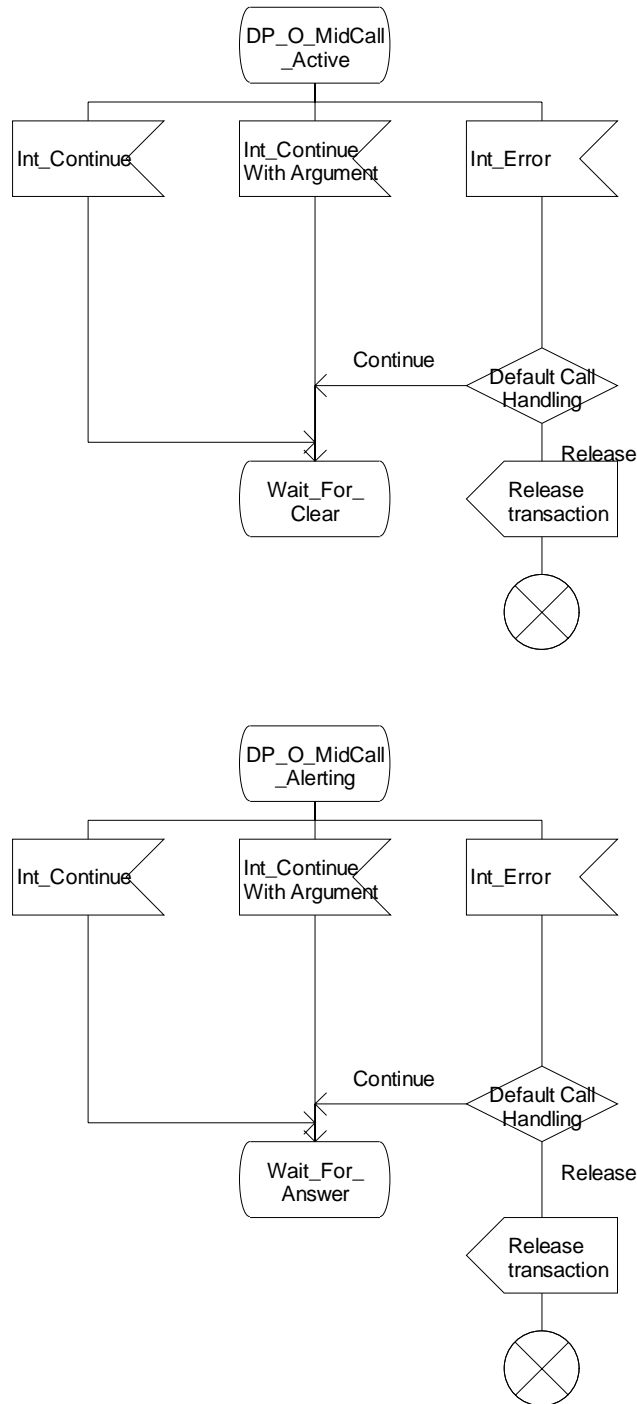 DP_O_MidCall
_Active
Int_Continue
Int_Continue
With Argument
Int_Error
Continue
Default Call
Handling
Release
Wait_For_
Clear
Release
transaction
DP_O_MidCall
_Alerting
Int_Continue
Int_Continue
With Argument
Int_Error
Continue
Default Call
Handling
Wait_For_
Answer
Release
Release
transaction